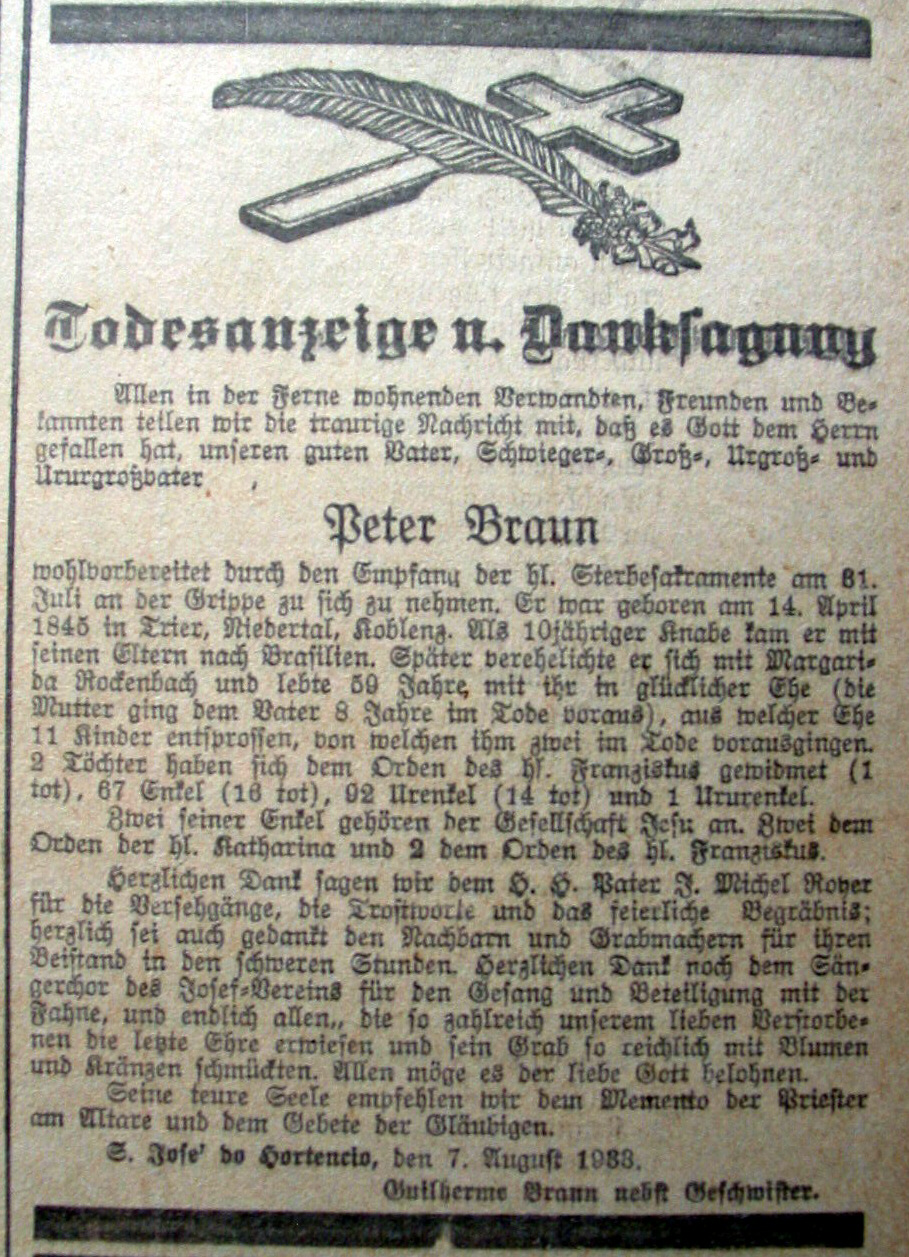 Todesanzeige u. Danksagung
Allen in der Ferne wohnenden Verwandten, Freunden und Be-
kannten teilen wir die traurige Nachricht mit, daß es Gott dem Herrn
gefallen hat, unseren guten Vater, Schwieger-, Groß-, Urgroß- und
Ururgroßvater
Peter Braun
wohlvorbereitet durch den Empfang der hl. Sterbesakramente am 31.
Juli an der Grippe zu sich zu nehmen. Er war geboren am 14. April
1845 in Trier, Niedertal, Koblenz. Als 10jähriger Knabe kam er mit
seinen Eltern nach Brasilien. Später verehelichte er sich mit Margari-
da Rockenbach und lebte 59 Jahre mit ihr in glücklicher Ehe (die
Mutter ging dem Vater 8 Jahre im Tode voraus), aus welcher Ehe
11 Kinder entsprossen, von welchen ihm zwei im Tode vorausgingen.
2 Töchter haben sich dem Orden des hl. Franziskus gewidmet (1
tot), 67 Enkel (16 tot), 92 Urenkel (14 tot) und 1 Ururenkel.
Zwei seiner Enkel gehören der Gesellschaft Jesu an. Zwei dem
Orden der hl. Katharina und 2 dem Orden des hl. Franziskus.
Herzlichen Dank sagen wir dem H. H. Pater J. Michel Royer
für die Versehgänge, die Trostworte und das feierliche Begräbnis;
herzlich sei auch gedankt den Nachbarn und Grabmachern für ihren
Beistand in den schweren Stunden. Herzlichen Dank noch dem Sän-
gerchor des Josef-Vereins für den Gesang und Beteiligung mit der
Fahne, und endlich allen,, die so zahlreich unserem lieben Verstorbe-
nen die letzte Ehre erwiesen und sein Grab so reichlich mit Blumen
und Kränzen schmückten. Allen möge es der liebe Gott belohnen.
Seine teure Seele empfehlen wir dem Memento der Priester
am Altare und dem Gebete der Gläubigen.
S. Jose' do Hortencio, den 7. August 1933.
Guilherme Braun nebst Geschwister.